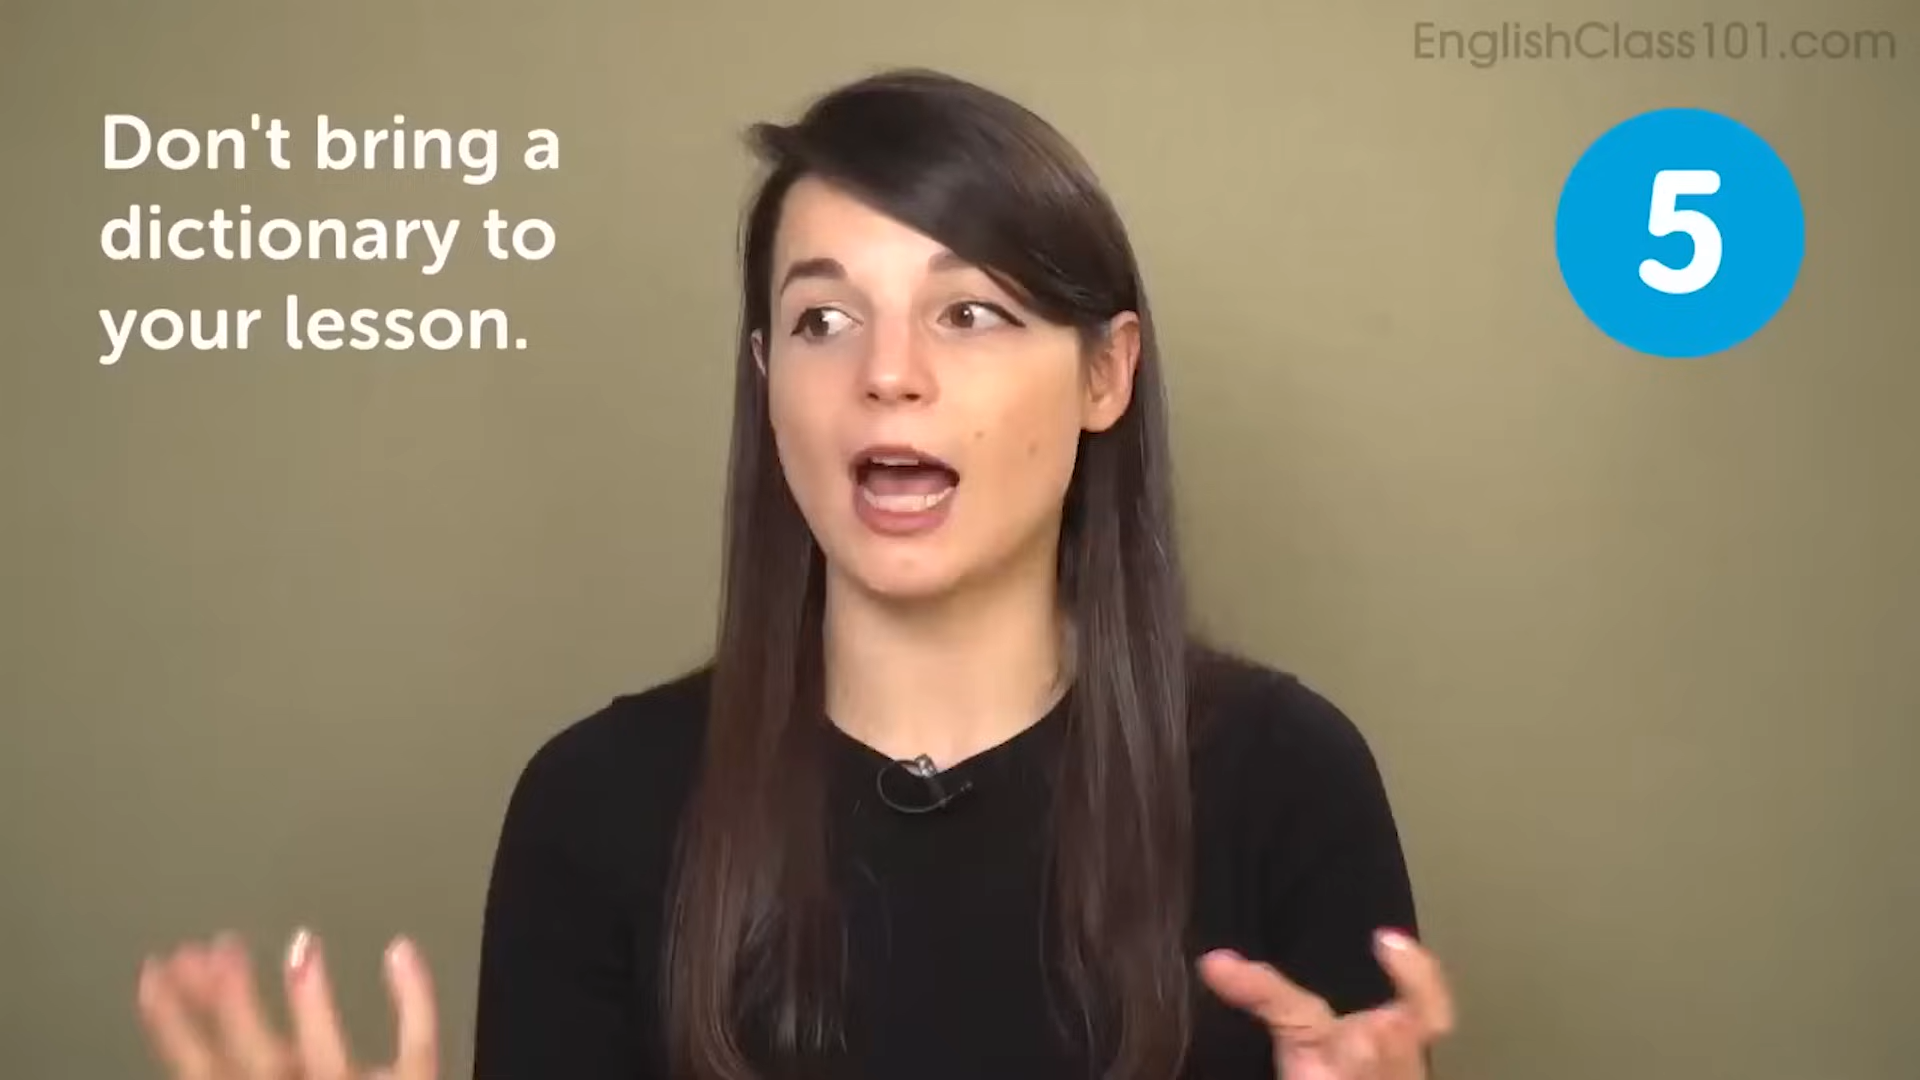 EnglishClass101.com
Don't bring a
dictionary to
your lesson.
5